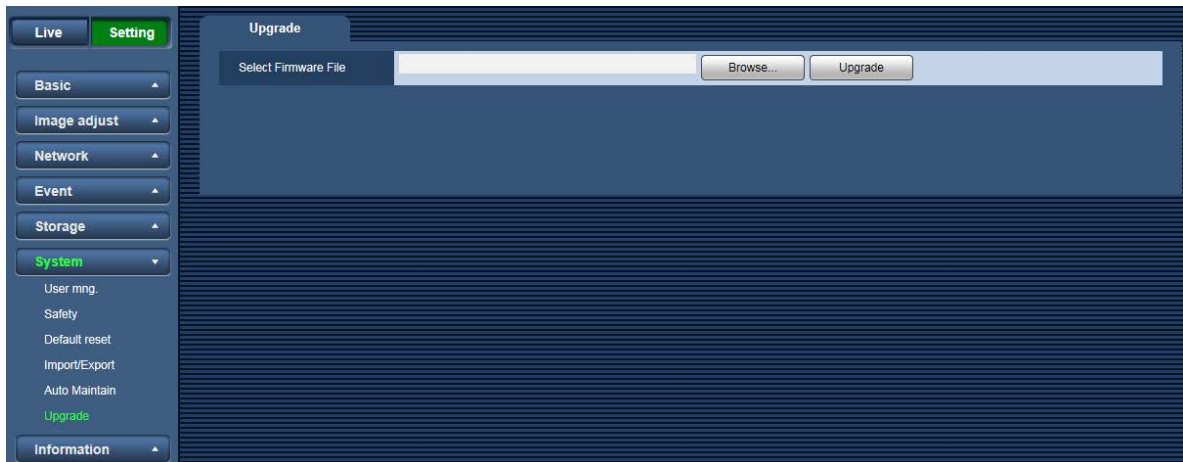 Live Setting
Basic
Image adjust
Network
Event
Storage
System
User mng.
Safety
Default reset
Import/Export
Auto Maintain
Upgrade
Information
Upgrade
Select Firmware File Browse... Upgrade